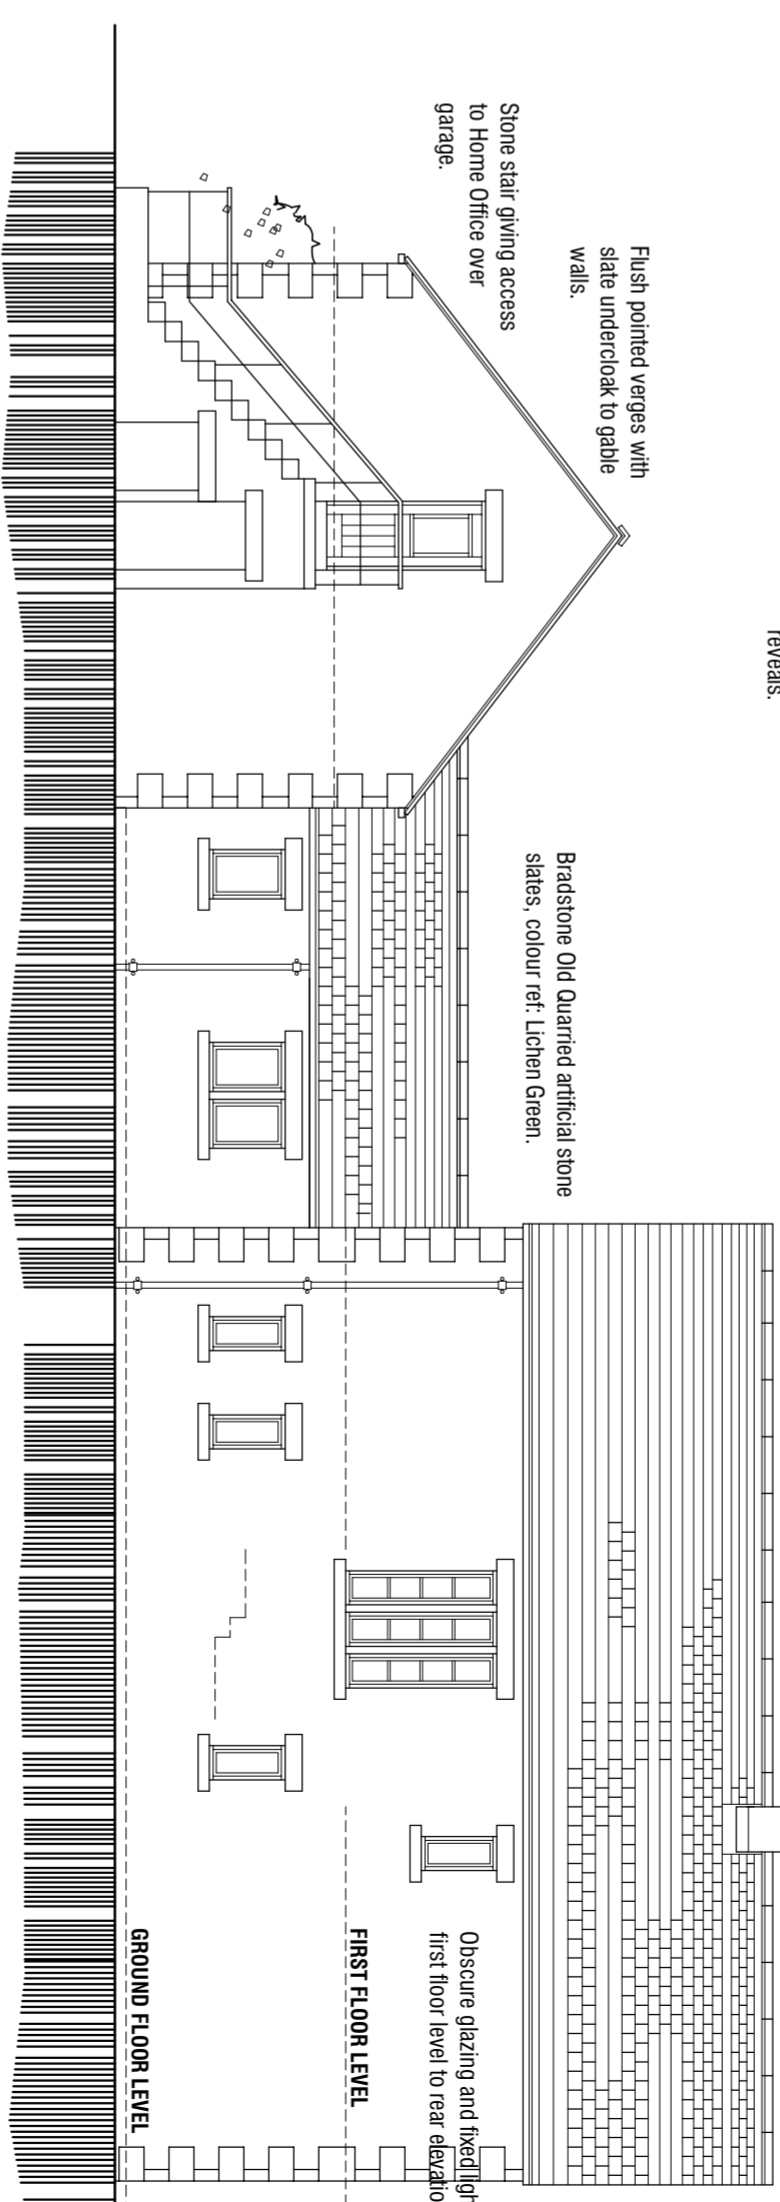 Stone stair giving access
to Home Office over
garage.
Flush pointed verges with
slate undercloak to gable
walls.
reveals.
Bradstone Old Quarried artificial stone
slates, colour ref: Lichen Green.
Obscure glazing and fixed
first floor level to rear
FIRST FLOOR LEVEL
GROUND FLOOR LEVEL